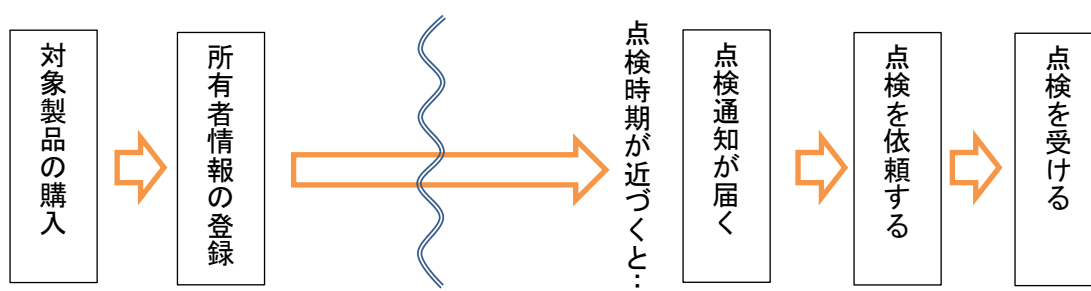 対象製品の購入
所有者情報の登録
点検時期が近づくと…
点検通知が届く
点検を依頼する
点検を受ける